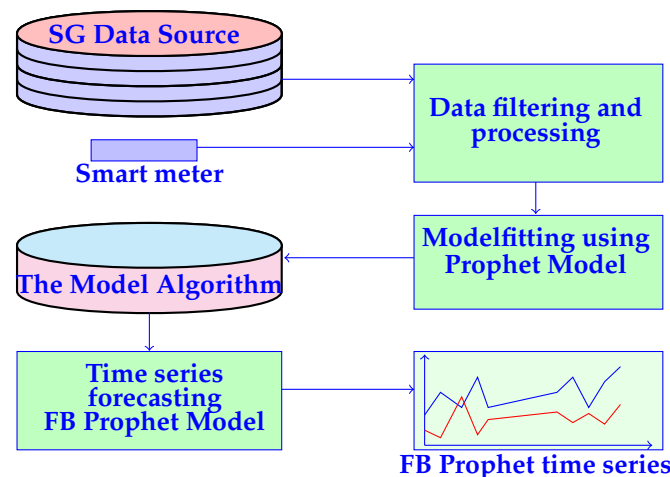 SG Data Source
Data filtering and
processing
Smart meter
Modelfitting using
Prophet Model
The Model Algorithm
Time series
forecasting
FB Prophet Model
FB Prophet time series